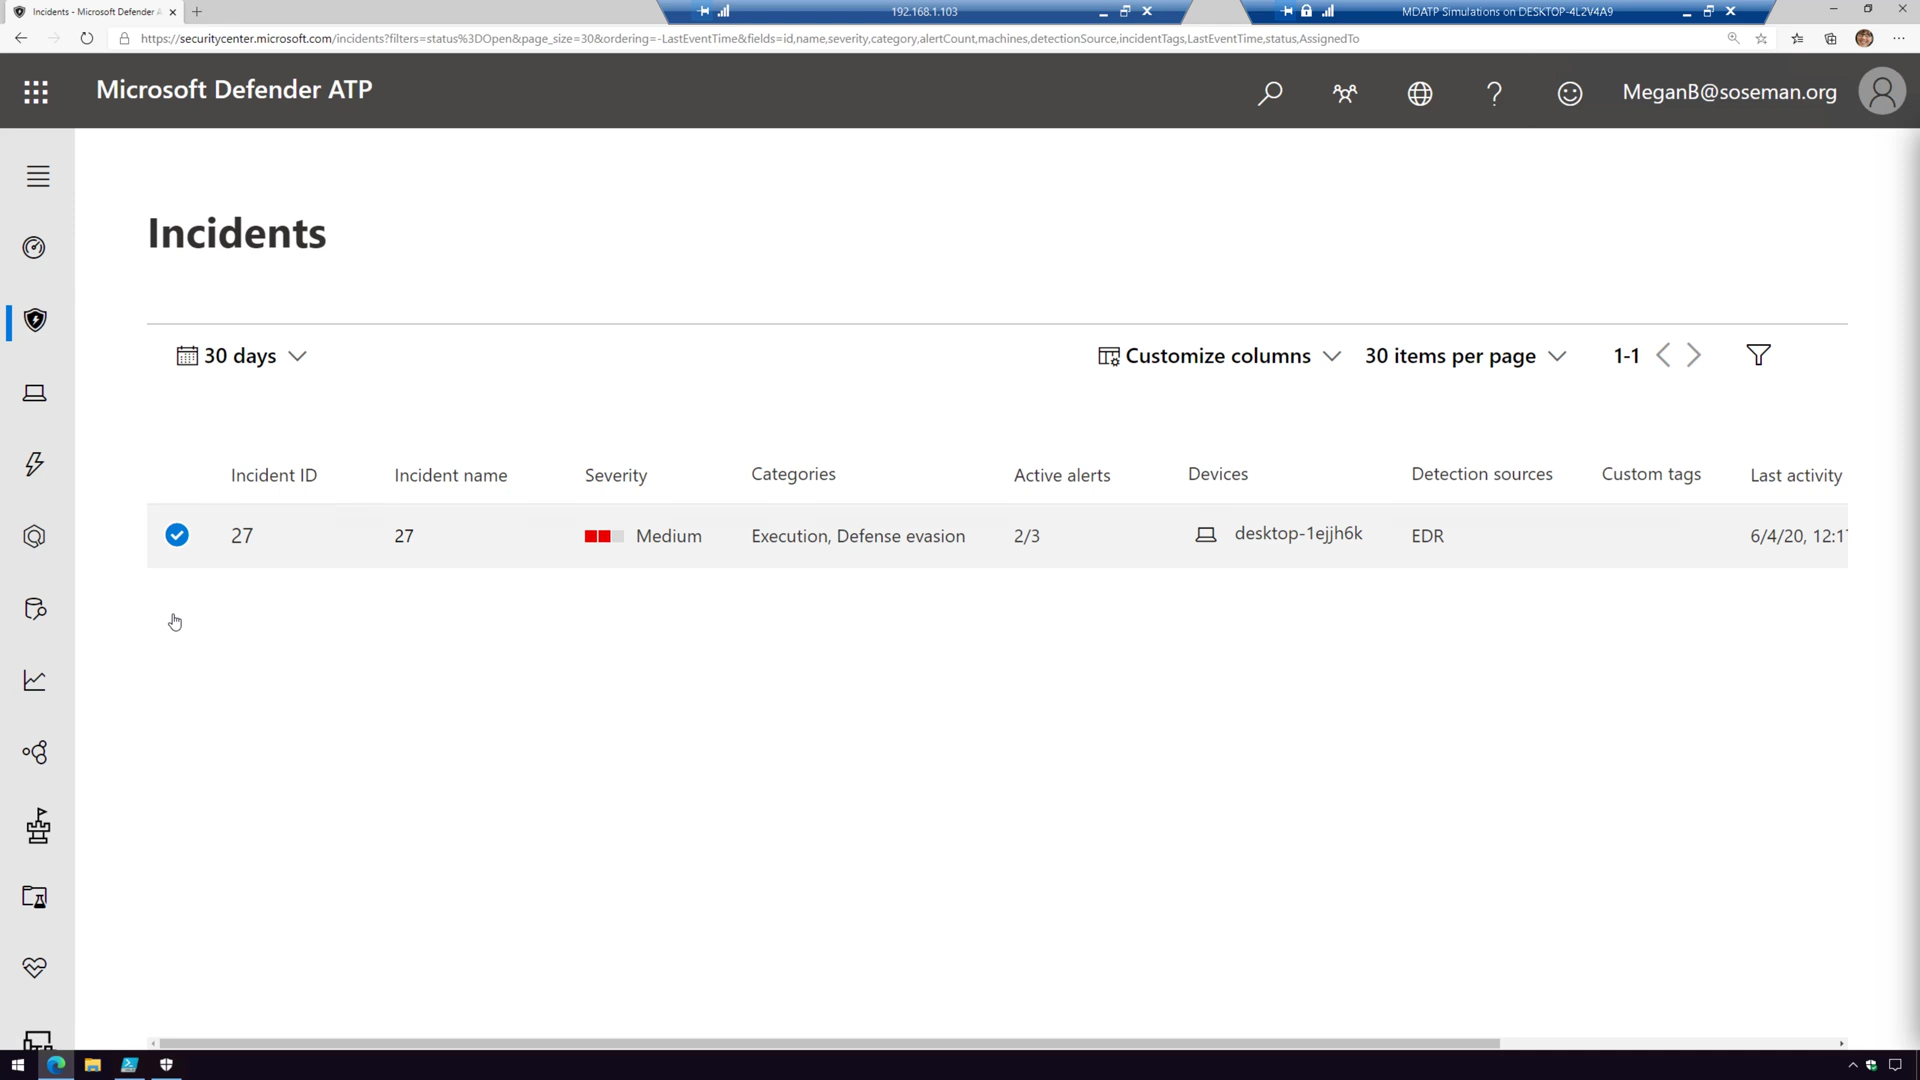 Incidents - Microsoft Defender A
192.168.1.103
MDATP Simulations on DESKTOP-4L2V4A9
https://securitycenter.microsoft.com/incidents?filters=status%3DOpen&page_size=30&ordering=-LastEventTime&fields=id,name,severity,category,alertCount,machines,detectionSource,incidentTags,LastEventTime,status,AssignedTo
Microsoft Defender ATP
MeganB@soseman.org
Incidents
30 days
Customize columns
30 items per page
1-1
Incident ID Incident name Severity Categories Active alerts Devices Detection sources Custom tags Last activity
27 27 Medium Execution, Defense evasion 2/3 desktop-1ejjh6k EDR 6/4/20, 12:1